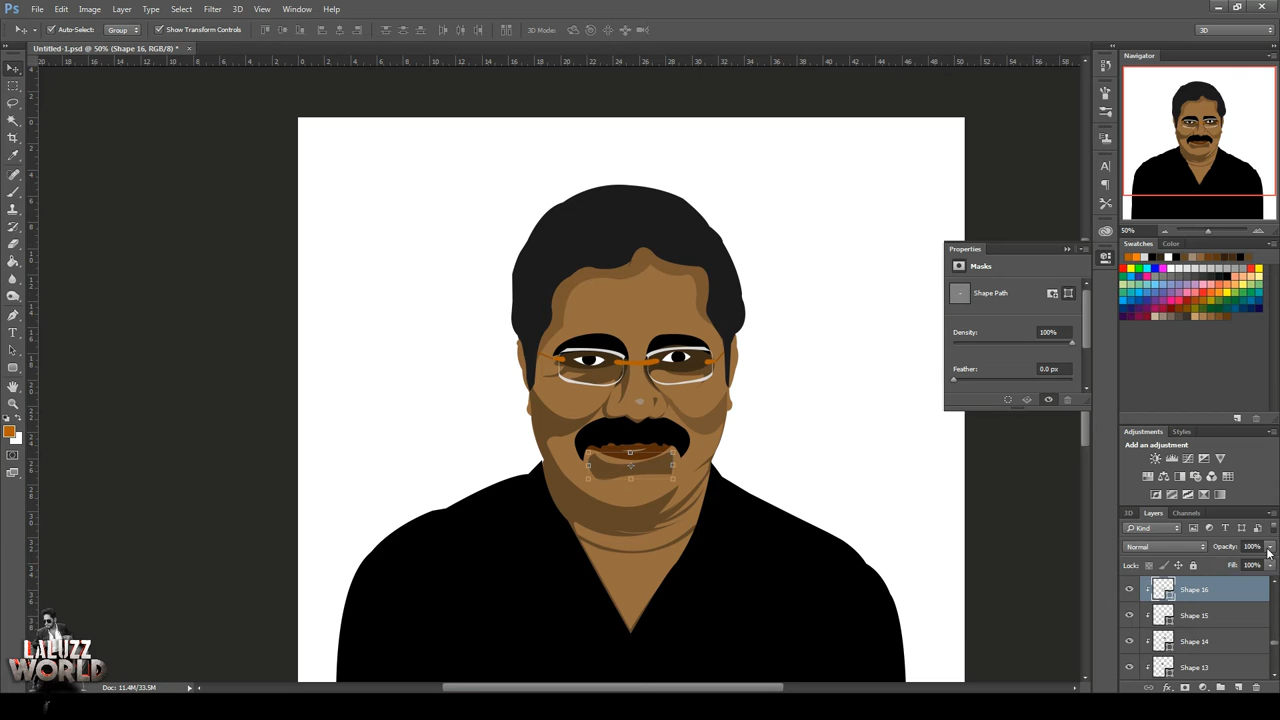 Ps File Edit Image Layer Type Select Filter 3D View Window Help
Auto-Select: Group Show Transform Controls 3D Mode: 3D
Untitled-1.psd @ 50% (Shape 16, RGB/8) * ×
Navigator
50%
Swatches Color
Properties
Masks
Shape Path
Density: 100%
Feather: 0.0 px
Adjustments Styles
Add an adjustment
3D Layers Channels
Kind
Normal Opacity: 100%
Lock: Fill: 100%
Shape 16
Shape 15
Shape 14
Shape 13
LALUZZ
WORLD
Doc: 11.4M/33.5M